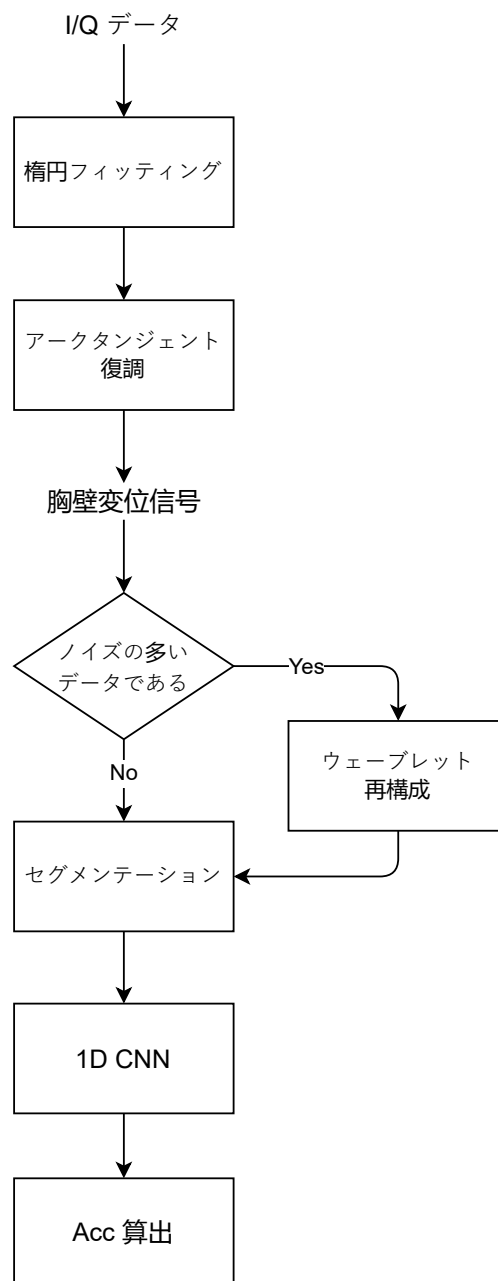 I/Q データ
楕円フィッティング
アークタンジェント
復調
胸壁変位信号
ノイズの多い
データである
Yes
No
ウェーブレット
再構成
セグメンテーション
1D CNN
Acc 算出